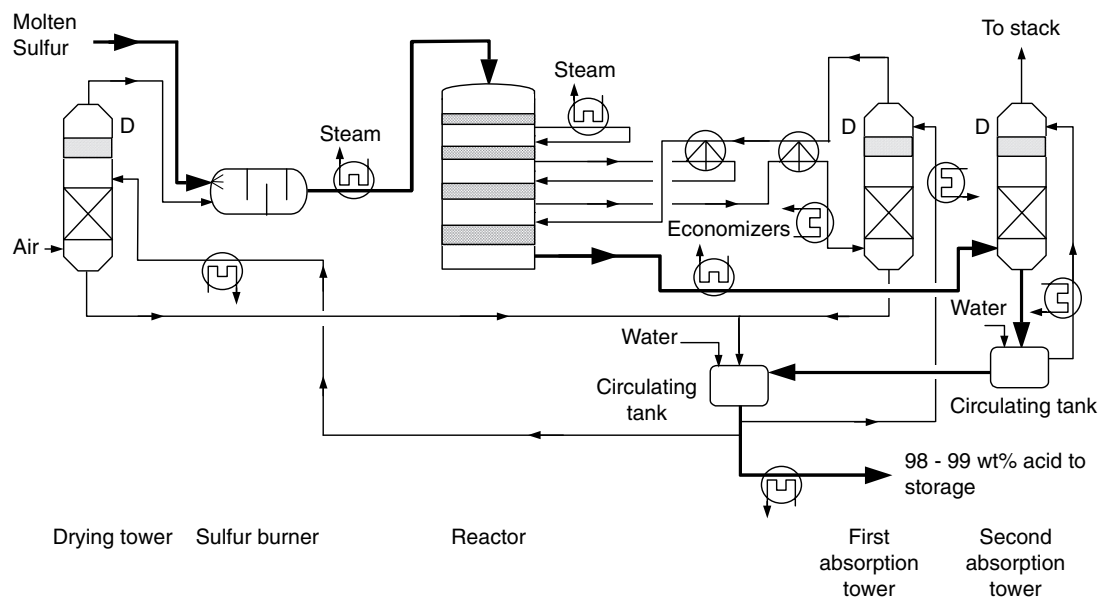 Molten
Sulfur
To stack
Steam
D
D
D
Steam
Air
Economizers
Water
Water
Circulating
tank
Circulating tank
98 - 99 wt% acid to
storage
Drying tower
Sulfur burner
Reactor
First
absorption
tower
Second
absorption
tower